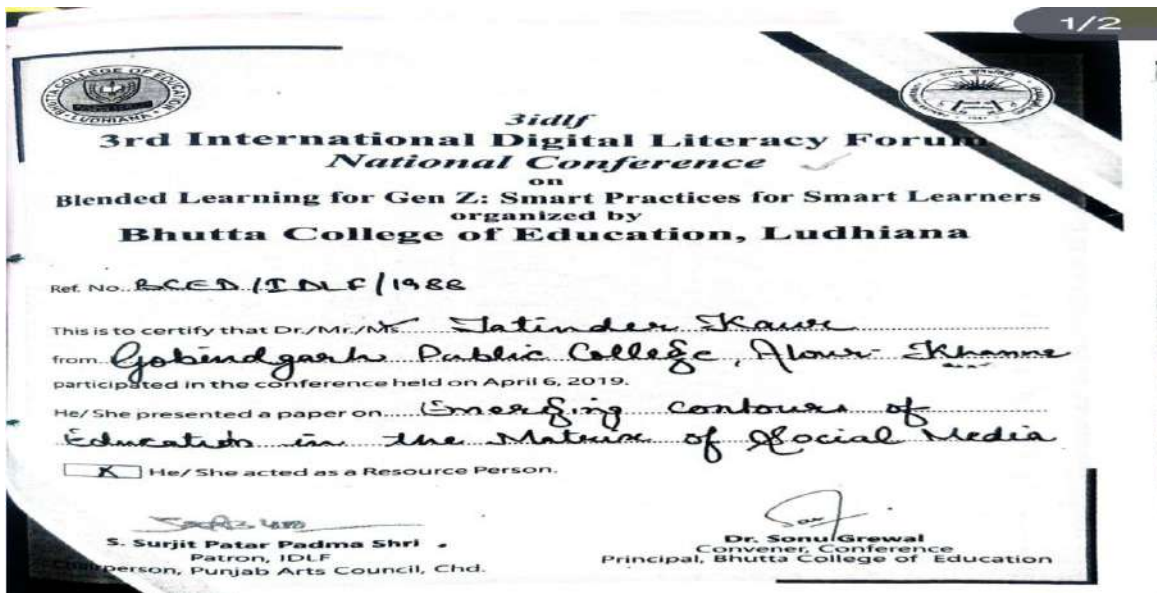 1/2
BHUTTA COLLEGE OF EDUCATION
LUDHIANA
3idlf
3rd International Digital Literacy Forum
National Conference
on
Blended Learning for Gen Z: Smart Practices for Smart Learners
organized by
Bhutta College of Education, Ludhiana
Ref. No. BCED/IDLF/1988
This is to certify that Dr./Mr./Ms Jatinder Kaur
from Gobindgarh Public College, Alour- Khanna
participated in the conference held on April 6, 2019.
He/She presented a paper on Emerging contours of
Education in the Matrix of Social Media
X He/She acted as a Resource Person.
S. Surjit Patar Padma Shri
Dr. Sonu Grewal
Patron, IDLF
Convener, Conference
Chairperson, Punjab Arts Council, Chd.
Principal, Bhutta College of Education